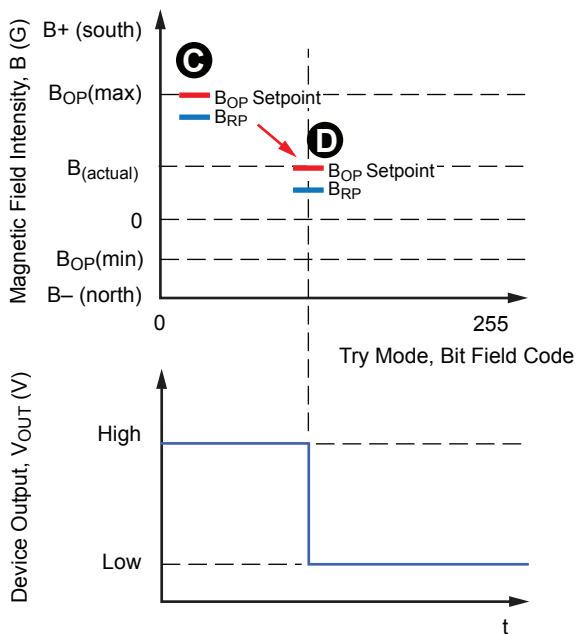 Magnetic Field Intensity, B (G)
B+ (south)
C
BOP(max)
BOP Setpoint
BRP
D
B(actual)
BOP Setpoint
BRP
0
BOP(min)
B– (north)
0
255
Try Mode, Bit Field Code
Device Output, VOUT (V)
High
Low
t